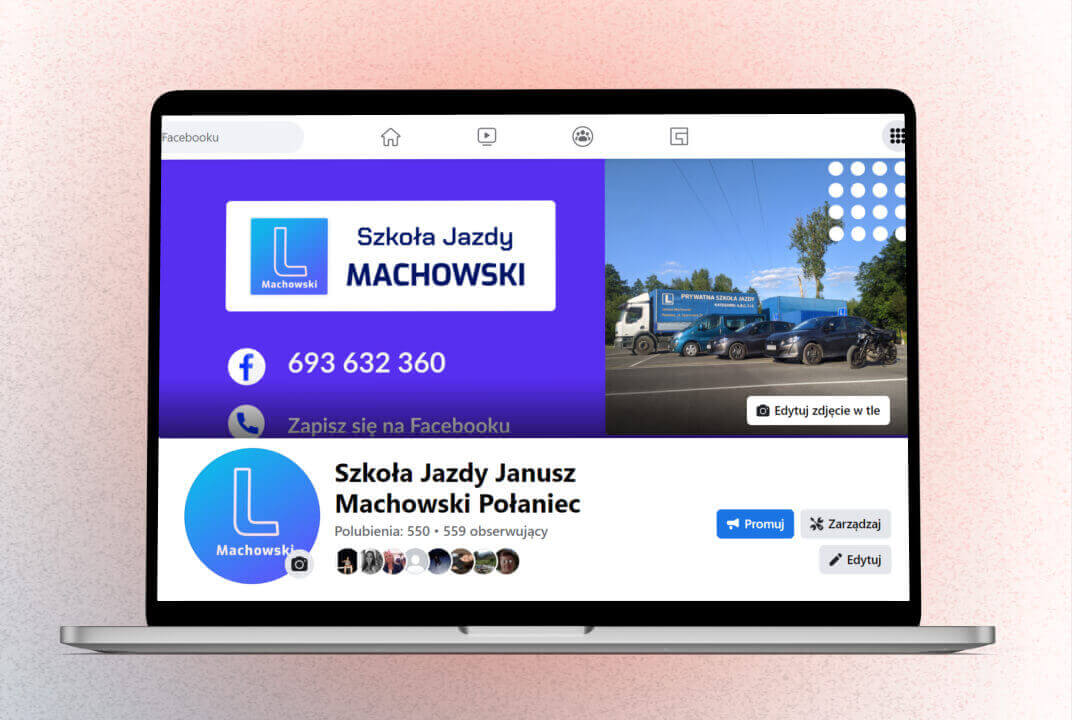 Facebooku
L
Machowski
Szkoła Jazdy
MACHOWSKI
693 632 360
Zapisz się na Facebooku
L
PRYWATNA SZKOŁA JAZDY
Edytuj zdjęcie w tle
L
Machowski
Szkoła Jazdy Janusz
Machowski Połaniec
Polubienia: 550 • 559 obserwujący
Promuj
Zarządzaj
Edytuj